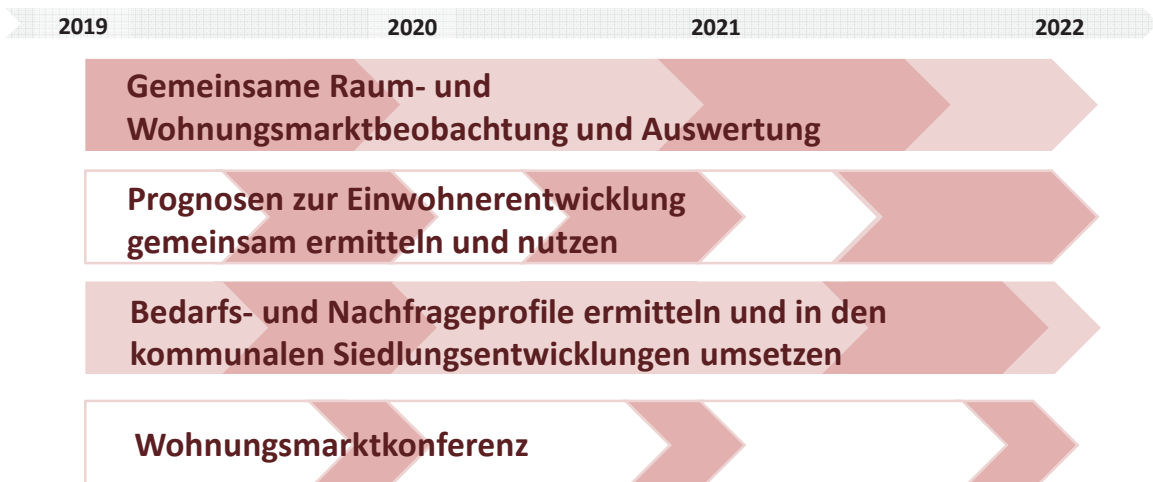 2019 2020 2021 2022
Gemeinsame Raum- und
Wohnungsmarktbeobachtung und Auswertung
Prognosen zur Einwohnerentwicklung
gemeinsam ermitteln und nutzen
Bedarfs- und Nachfrageprofile ermitteln und in den
kommunalen Siedlungsentwicklungen umsetzen
Wohnungsmarktkonferenz